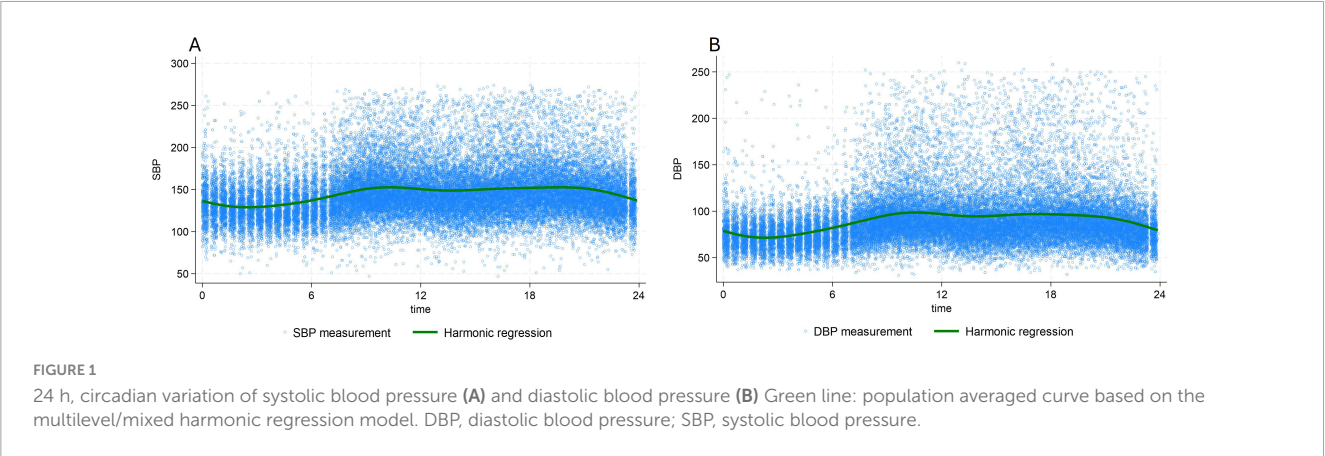 A
B
300
250
200
150
100
50
SBP
0 6 12 18 24
time
SBP measurement Harmonic regression
250
200
150
100
50
DBP
0 6 12 18 24
time
DBP measurement Harmonic regression
FIGURE 1
24 h, circadian variation of systolic blood pressure (A) and diastolic blood pressure (B) Green line: population averaged curve based on the
multilevel/mixed harmonic regression model. DBP, diastolic blood pressure; SBP, systolic blood pressure.